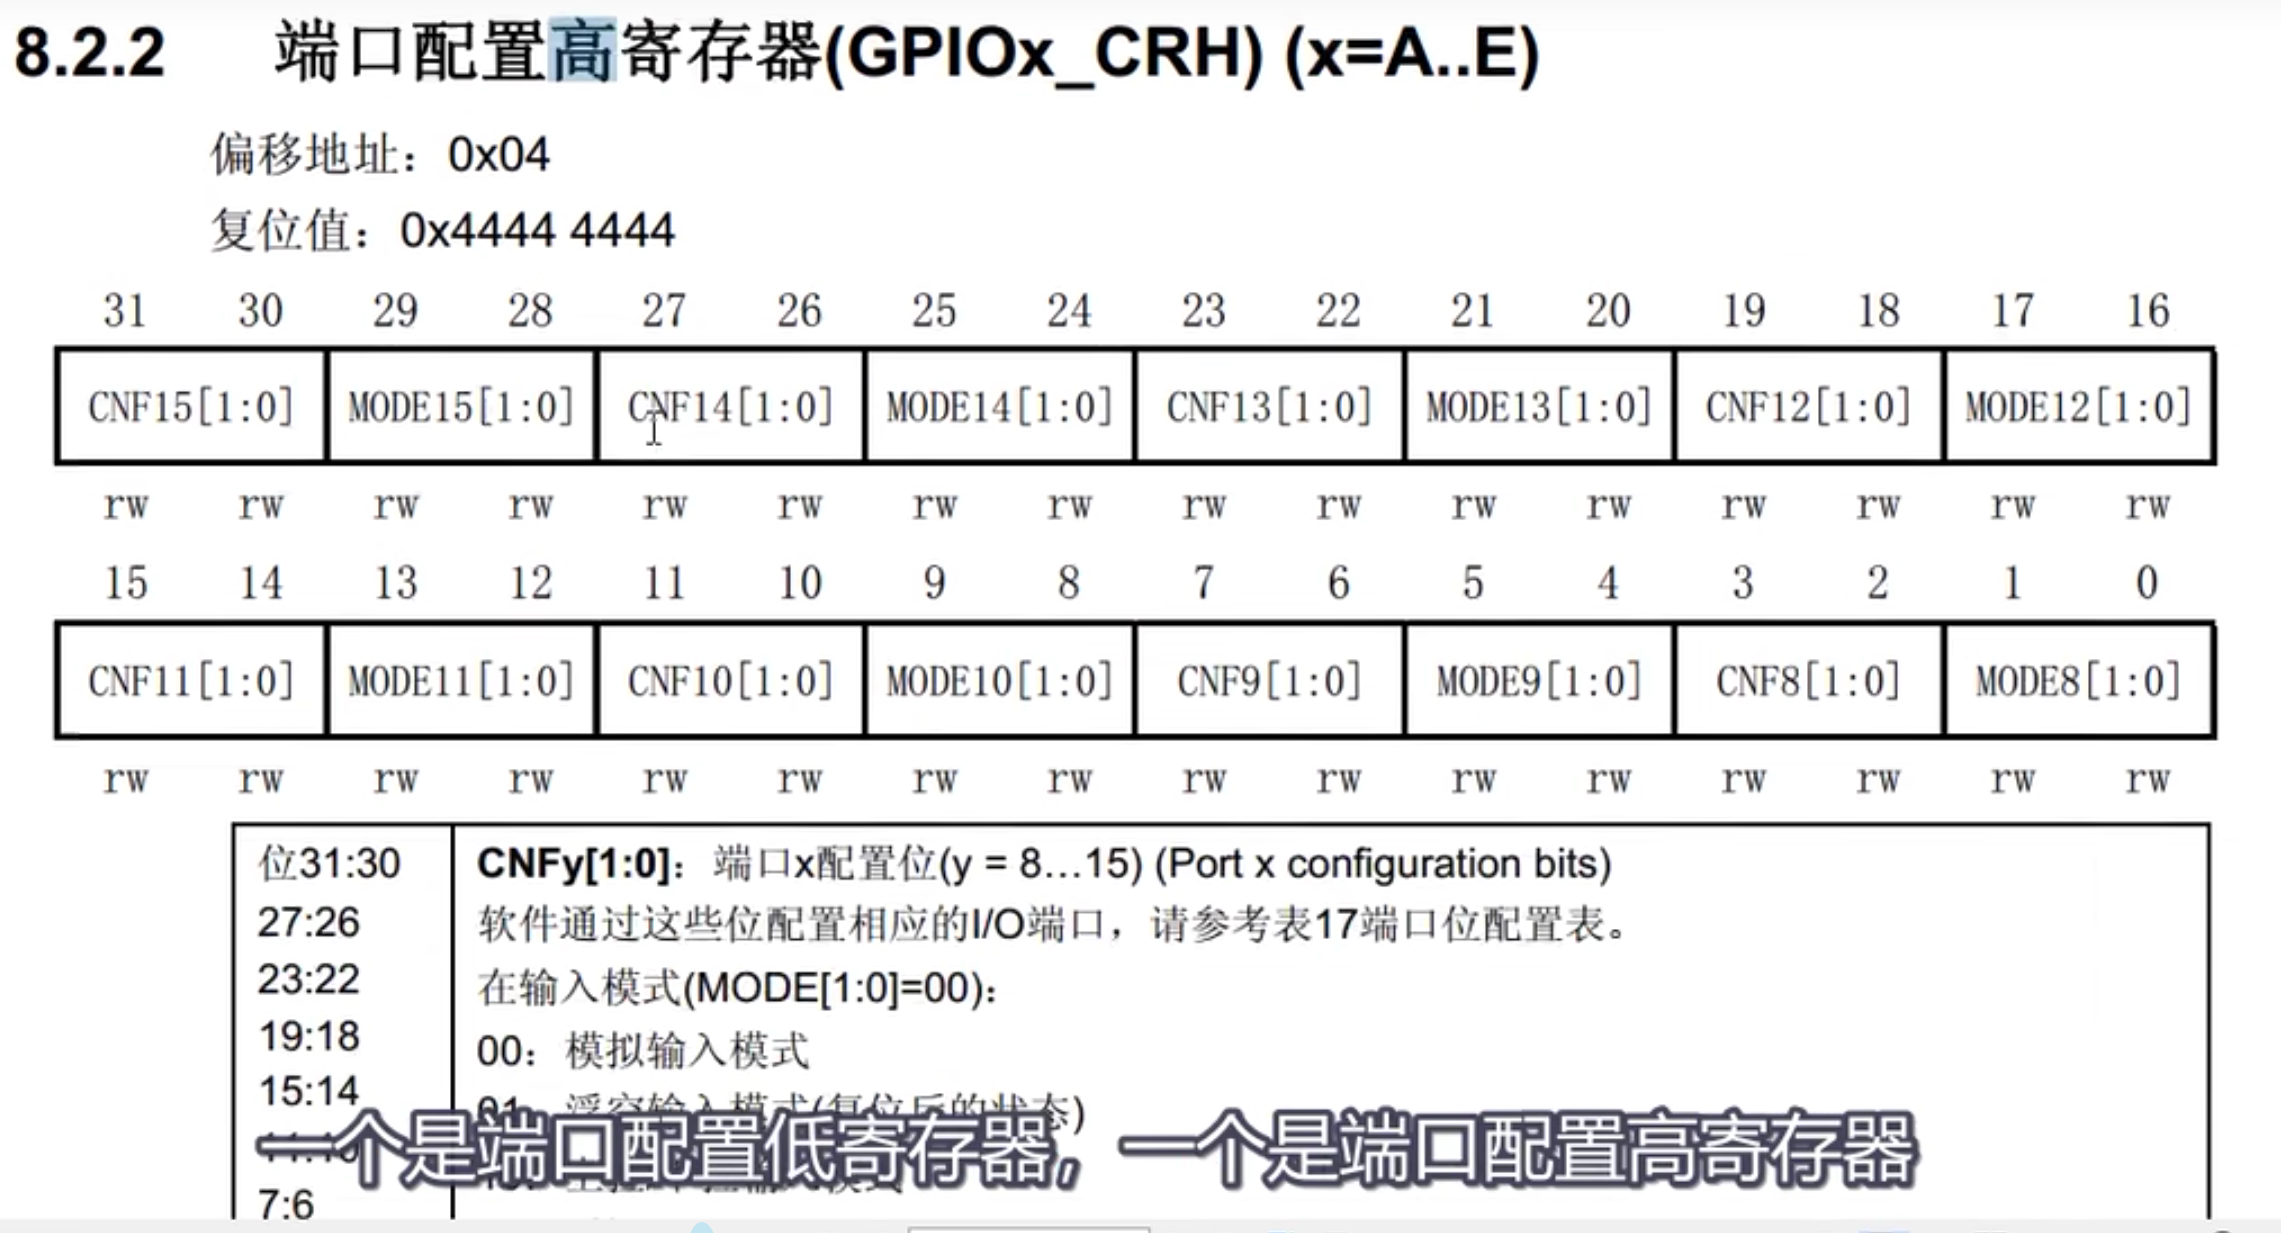 8.2.2 端口配置高寄存器(GPIOx_CRH) (x=A..E)
偏移地址：0x04
复位值：0x4444 4444
31 30 29 28 27 26 25 24 23 22 21 20 19 18 17 16
CNF15[1:0] MODE15[1:0] CNF14[1:0] MODE14[1:0] CNF13[1:0] MODE13[1:0] CNF12[1:0] MODE12[1:0]
rw rw rw rw rw rw rw rw rw rw rw rw rw rw rw rw
15 14 13 12 11 10 9 8 7 6 5 4 3 2 1 0
CNF11[1:0] MODE11[1:0] CNF10[1:0] MODE10[1:0] CNF9[1:0] MODE9[1:0] CNF8[1:0] MODE8[1:0]
rw rw rw rw rw rw rw rw rw rw rw rw rw rw rw rw
位31:30 CNFy[1:0]：端口x配置位(y = 8…15) (Port x configuration bits)
27:26 软件通过这些位配置相应的I/O端口，请参考表17端口位配置表。
23:22 在输入模式(MODE[1:0]=00)：
19:18 00：模拟输入模式
15:14 01：浮空输入模式(复位后的状态)
一个是端口配置低寄存器，一个是端口配置高寄存器
7:6